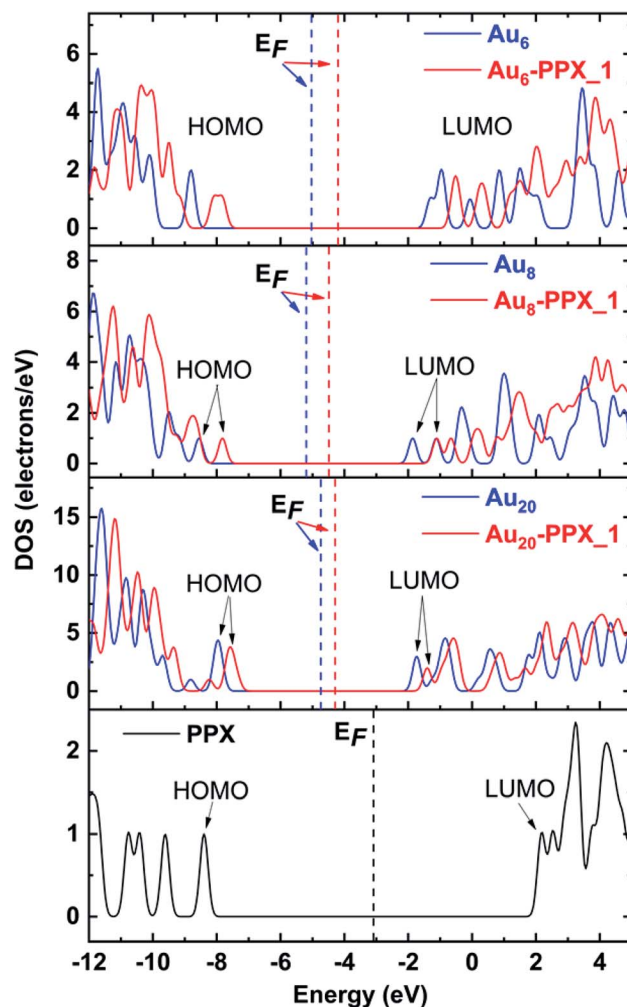 Au₆
Au₆-PPX_1
E_F
HOMO
LUMO
6
4
2
0
Au₈
Au₈-PPX_1
E_F
HOMO
LUMO
8
6
4
2
0
Au₂₀
Au₂₀-PPX_1
E_F
HOMO
LUMO
15
10
5
0
PPX
E_F
HOMO
LUMO
2
1
0
DOS (electrons/eV)
-12 -10 -8 -6 -4 -2 0 2 4
Energy (eV)